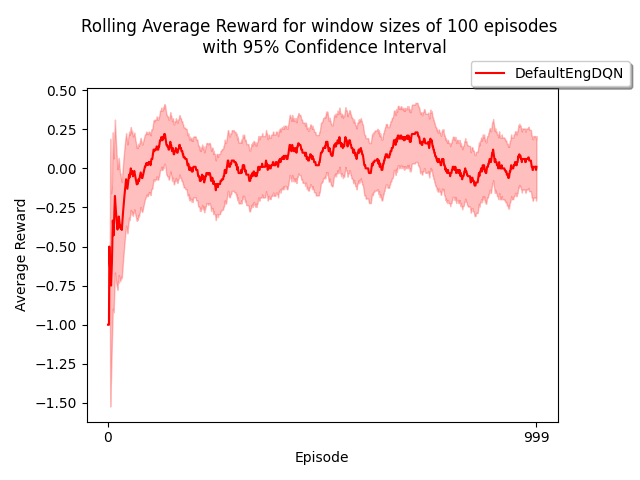 Rolling Average Reward for window sizes of 100 episodes
with 95% Confidence Interval
DefaultEngDQN
0.50
0.25
0.00
−0.25
−0.50
−0.75
−1.00
−1.25
−1.50
Average Reward
0
999
Episode